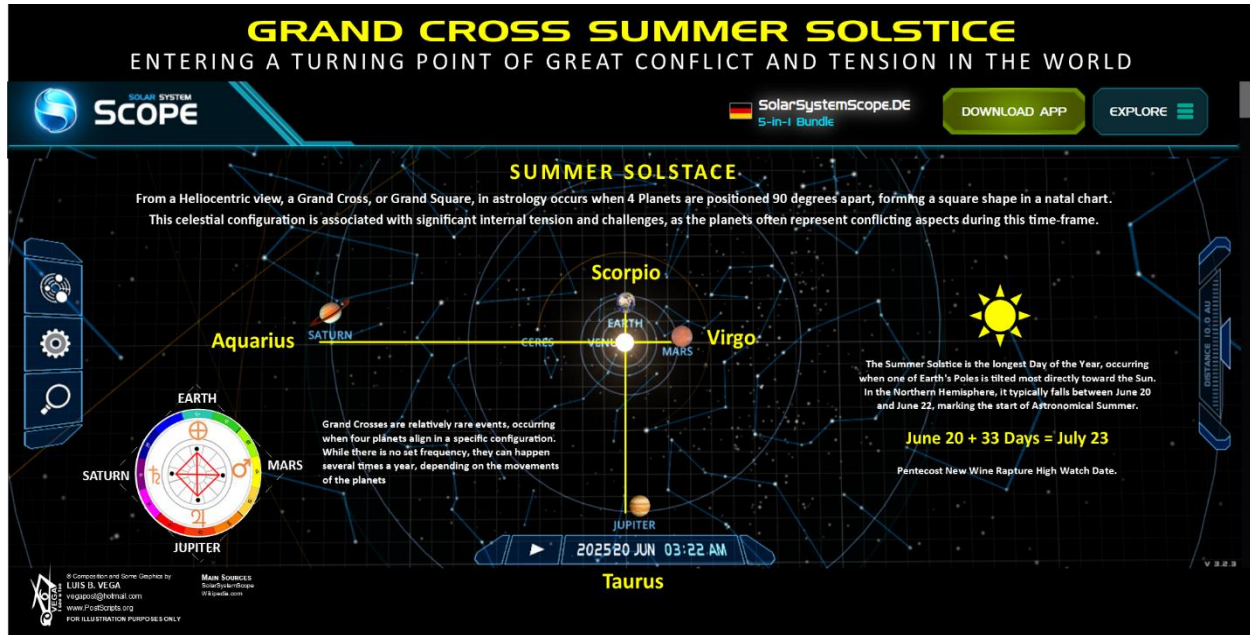 GRAND CROSS SUMMER SOLSTICE
ENTERING A TURNING POINT OF GREAT CONFLICT AND TENSION IN THE WORLD
SOLAR SYSTEM
SCOPE
SolarSystemScope.DE
5-in-1 Bundle
DOWNLOAD APP
EXPLORE
SUMMER SOLSTACE
From a Heliocentric view, a Grand Cross, or Grand Square, in astrology occurs when 4 Planets are positioned 90 degrees apart, forming a square shape in a natal chart.
This celestial configuration is associated with significant internal tension and challenges, as the planets often represent conflicting aspects during this time-frame.
Scorpio
EARTH
Aquarius
SATURN
CERES
VENUS
MARS
Virgo
DISTANCE 10.0 AU
The Summer Solstice is the longest Day of the Year, occurring
when one of Earth's Poles is tilted most directly toward the Sun.
In the Northern Hemisphere, it typically falls between June 20
and June 22, marking the start of Astronomical Summer.
June 20 + 33 Days = July 23
Pentecost New Wine Rapture High Watch Date.
EARTH
SATURN
MARS
JUPITER
Grand Crosses are relatively rare events, occurring
when four planets align in a specific configuration.
While there is no set frequency, they can happen
several times a year, depending on the movements
of the planets
JUPITER
2025 20 JUN 03:22 AM
Taurus
V 3.2.3
VEGA
® Composition and Some Graphics by
LUIS B. VEGA
vegapost@hotmail.com
www.PostScripts.org
FOR ILLUSTRATION PURPOSES ONLY
MAIN SOURCES
SolarSystemScope
Wikipedia.com